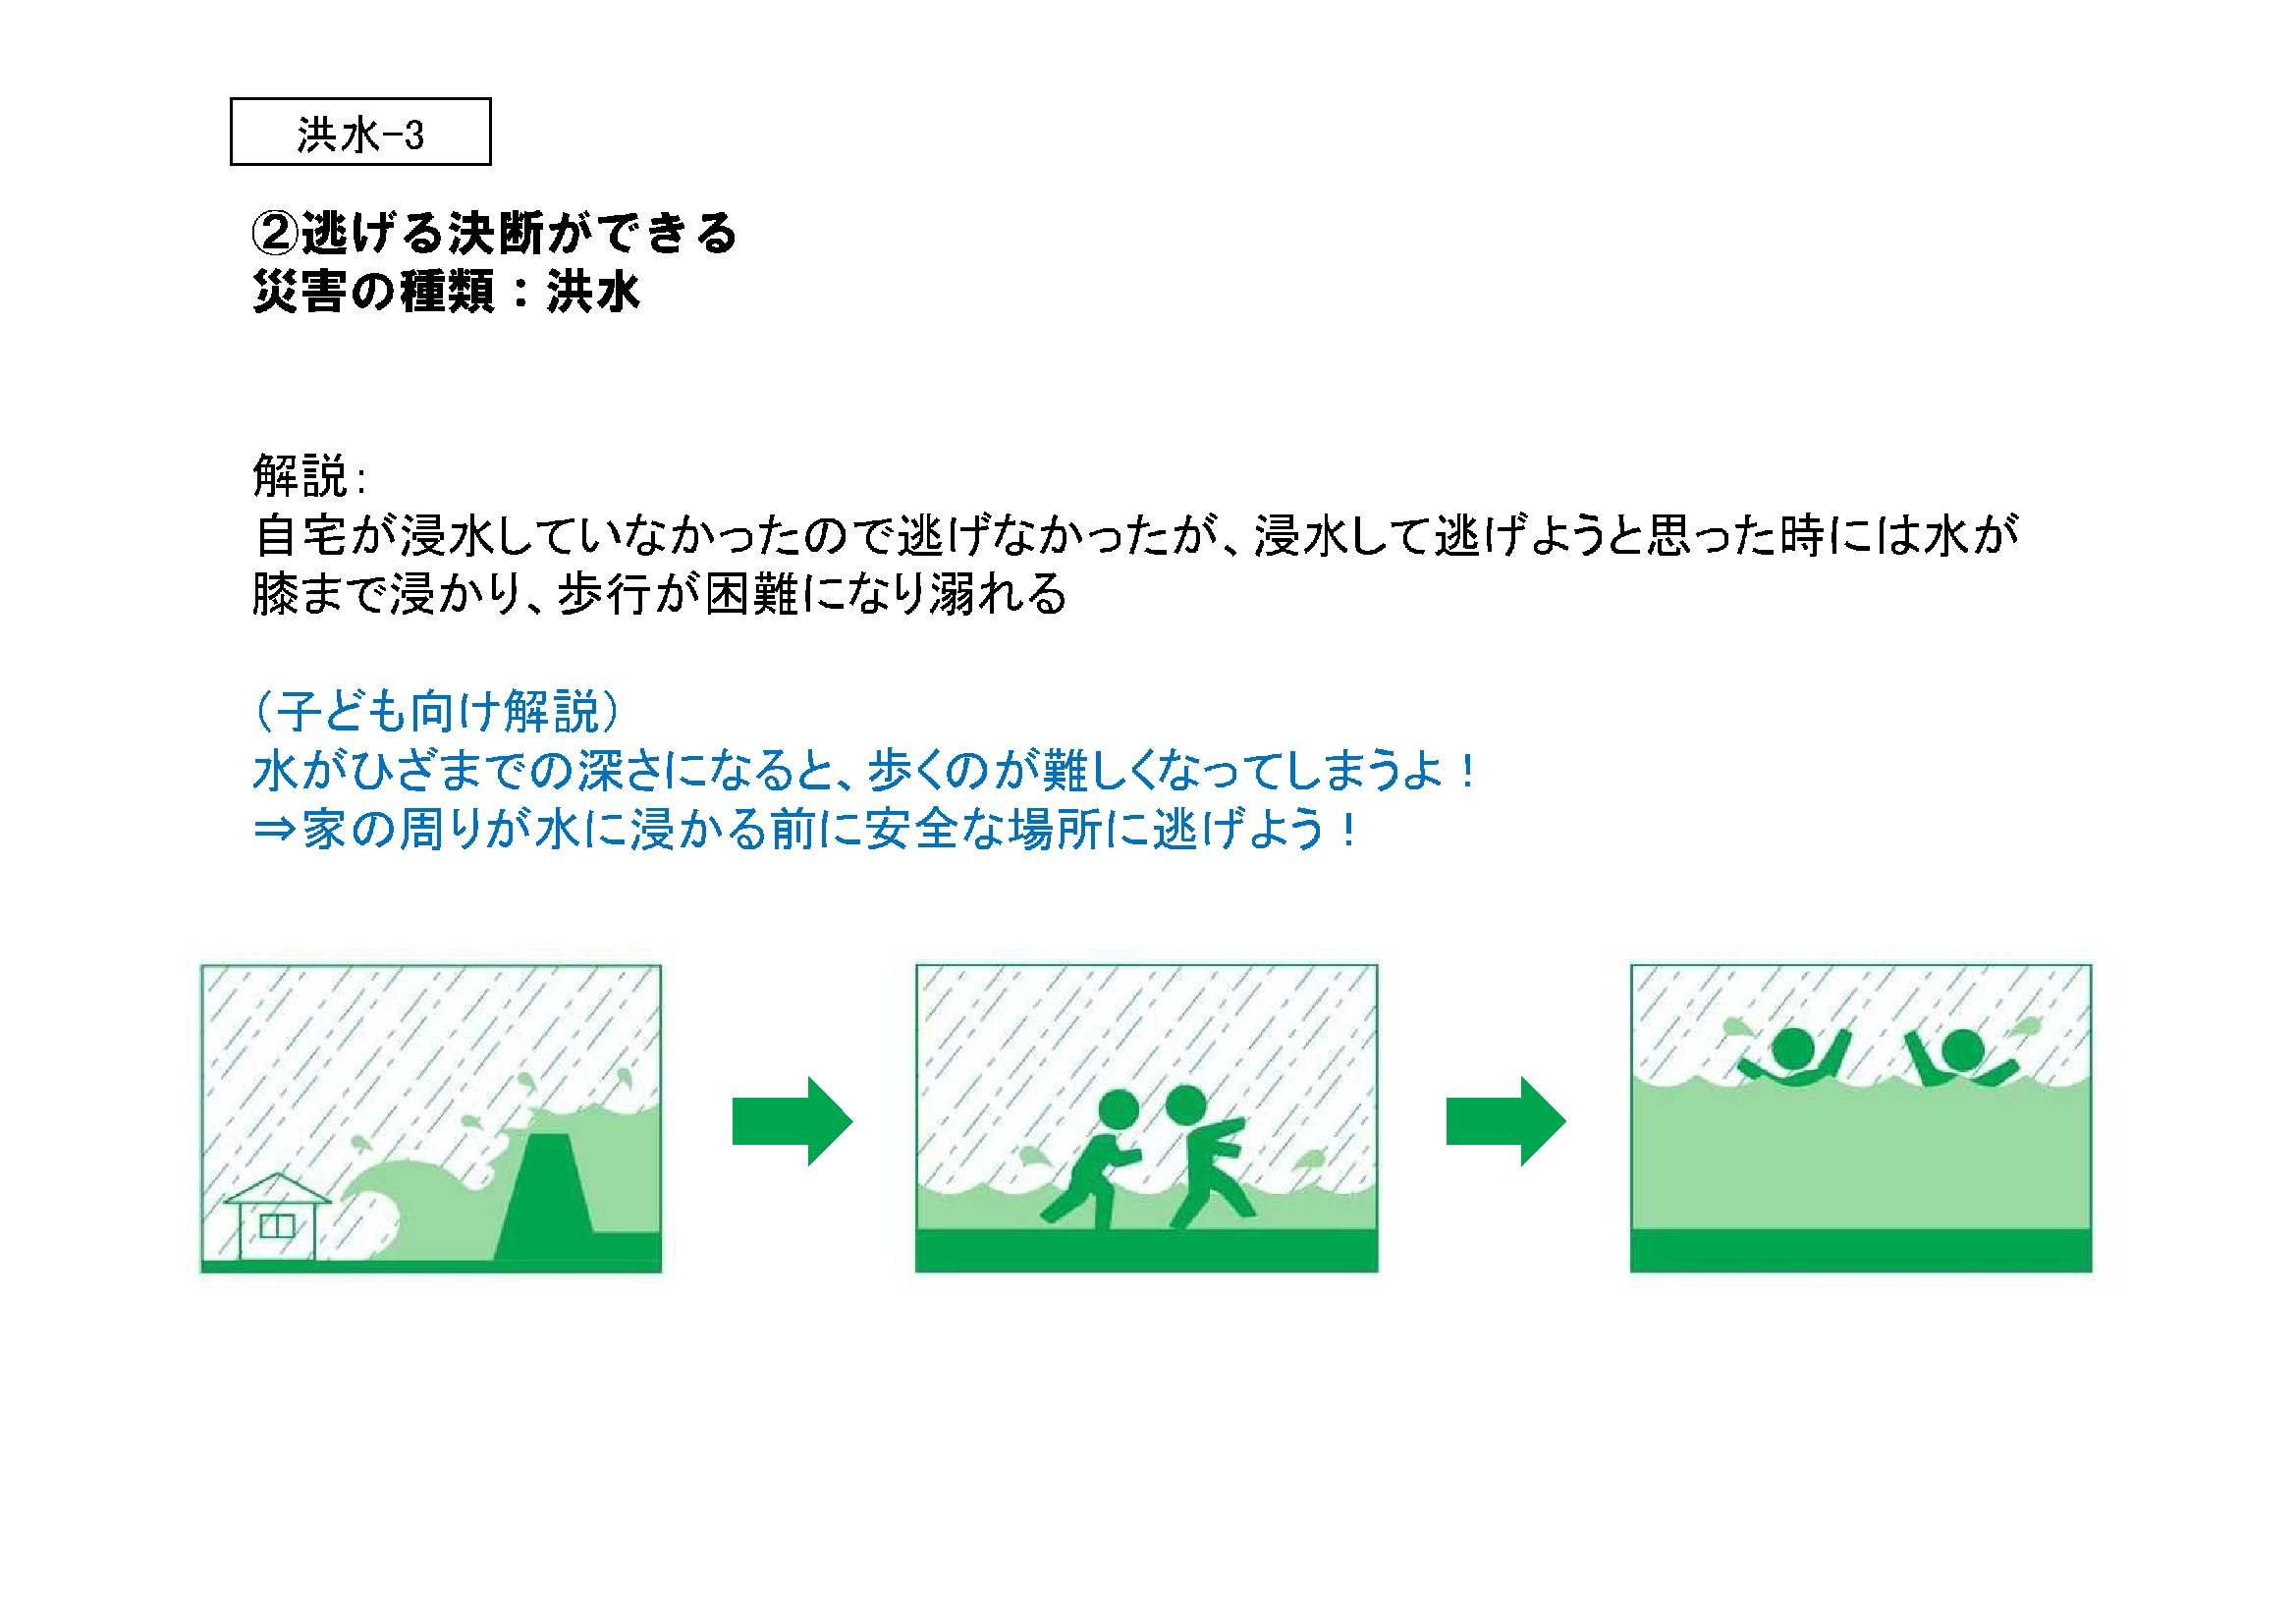 洪水-3
②逃げる決断ができる
災害の種類：洪水
解説：
自宅が浸水していなかったので逃げなかったが、浸水して逃げようと思った時には水が
膝まで浸かり、歩行が困難になり溺れる
（子ども向け解説）
水がひざまでの深さになると、歩くのが難しくなってしまうよ！
⇒家の周りが水に浸かる前に安全な場所に逃げよう！